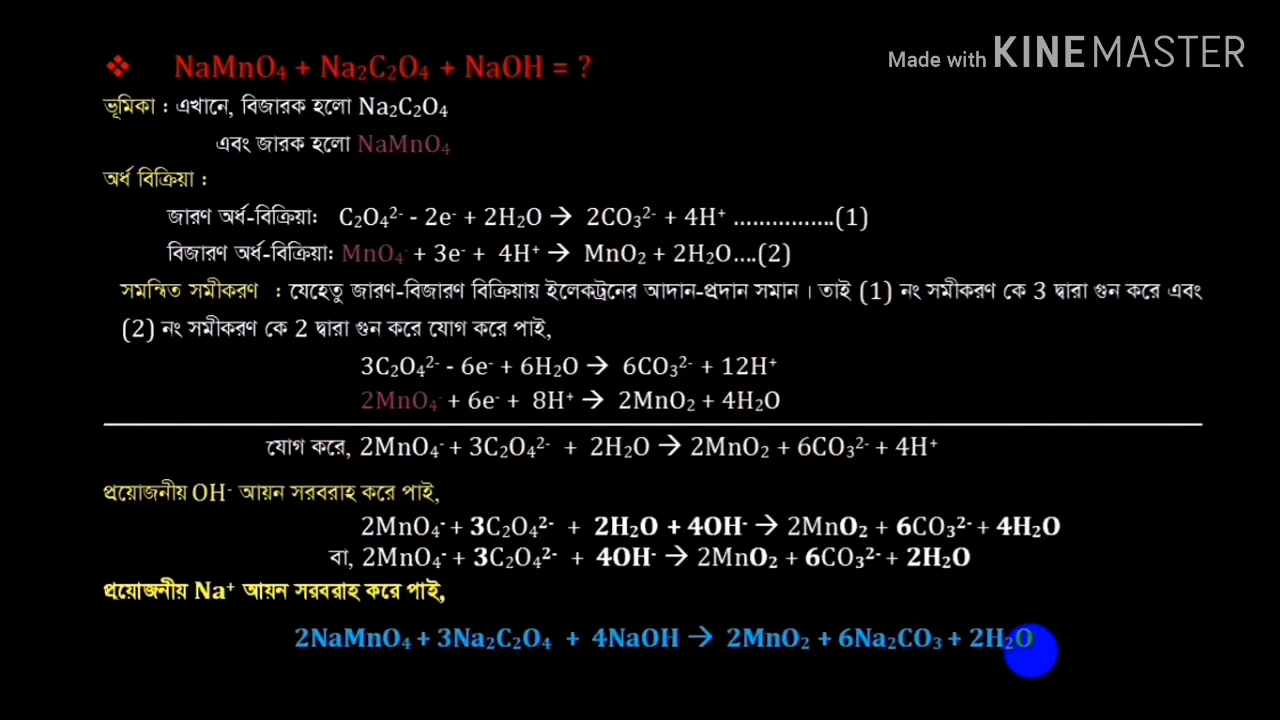 Made with KINEMASTER
❖ NaMnO₄ + Na₂C₂O₄ + NaOH = ?
ভূমিকা : এখানে, বিজারক হলো Na₂C₂O₄
এবং জারক হলো NaMnO₄
অর্ধ বিক্রিয়া :
জারণ অর্ধ-বিক্রিয়াঃ C₂O₄²⁻ - 2e⁻ + 2H₂O → 2CO₃²⁻ + 4H⁺ ................(1)
বিজারণ অর্ধ-বিক্রিয়া: MnO₄⁻ + 3e⁻ + 4H⁺ → MnO₂ + 2H₂O....(2)
সমন্বিত সমীকরণ : যেহেতু জারণ-বিজারণ বিক্রিয়ায় ইলেকট্রনের আদান-প্রদান সমান । তাই (1) নং সমীকরণ কে 3 দ্বারা গুন করে এবং
(2) নং সমীকরণ কে 2 দ্বারা গুন করে যোগ করে পাই,
3C₂O₄²⁻ - 6e⁻ + 6H₂O → 6CO₃²⁻ + 12H⁺
2MnO₄⁻ + 6e⁻ + 8H⁺ → 2MnO₂ + 4H₂O
যোগ করে, 2MnO₄⁻ + 3C₂O₄²⁻ + 2H₂O → 2MnO₂ + 6CO₃²⁻ + 4H⁺
প্রয়োজনীয় OH⁻ আয়ন সরবরাহ করে পাই,
2MnO₄⁻ + 3C₂O₄²⁻ + 2H₂O + 4OH⁻ → 2MnO₂ + 6CO₃²⁻ + 4H₂O
বা, 2MnO₄⁻ + 3C₂O₄²⁻ + 4OH⁻ → 2MnO₂ + 6CO₃²⁻ + 2H₂O
প্রয়োজনীয় Na⁺ আয়ন সরবরাহ করে পাই,
2NaMnO₄ + 3Na₂C₂O₄ + 4NaOH → 2MnO₂ + 6Na₂CO₃ + 2H₂O